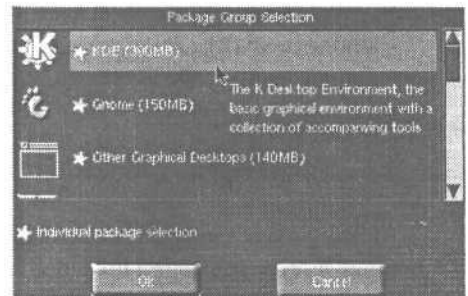 Package Group Selection
KDE (300MB)
The K Desktop Environment, the
basic graphical environment with a
collection of accompanying tools
Gnome (150MB)
Other Graphical Desktops (140MB)
Individual package selection
Ok
Cancel